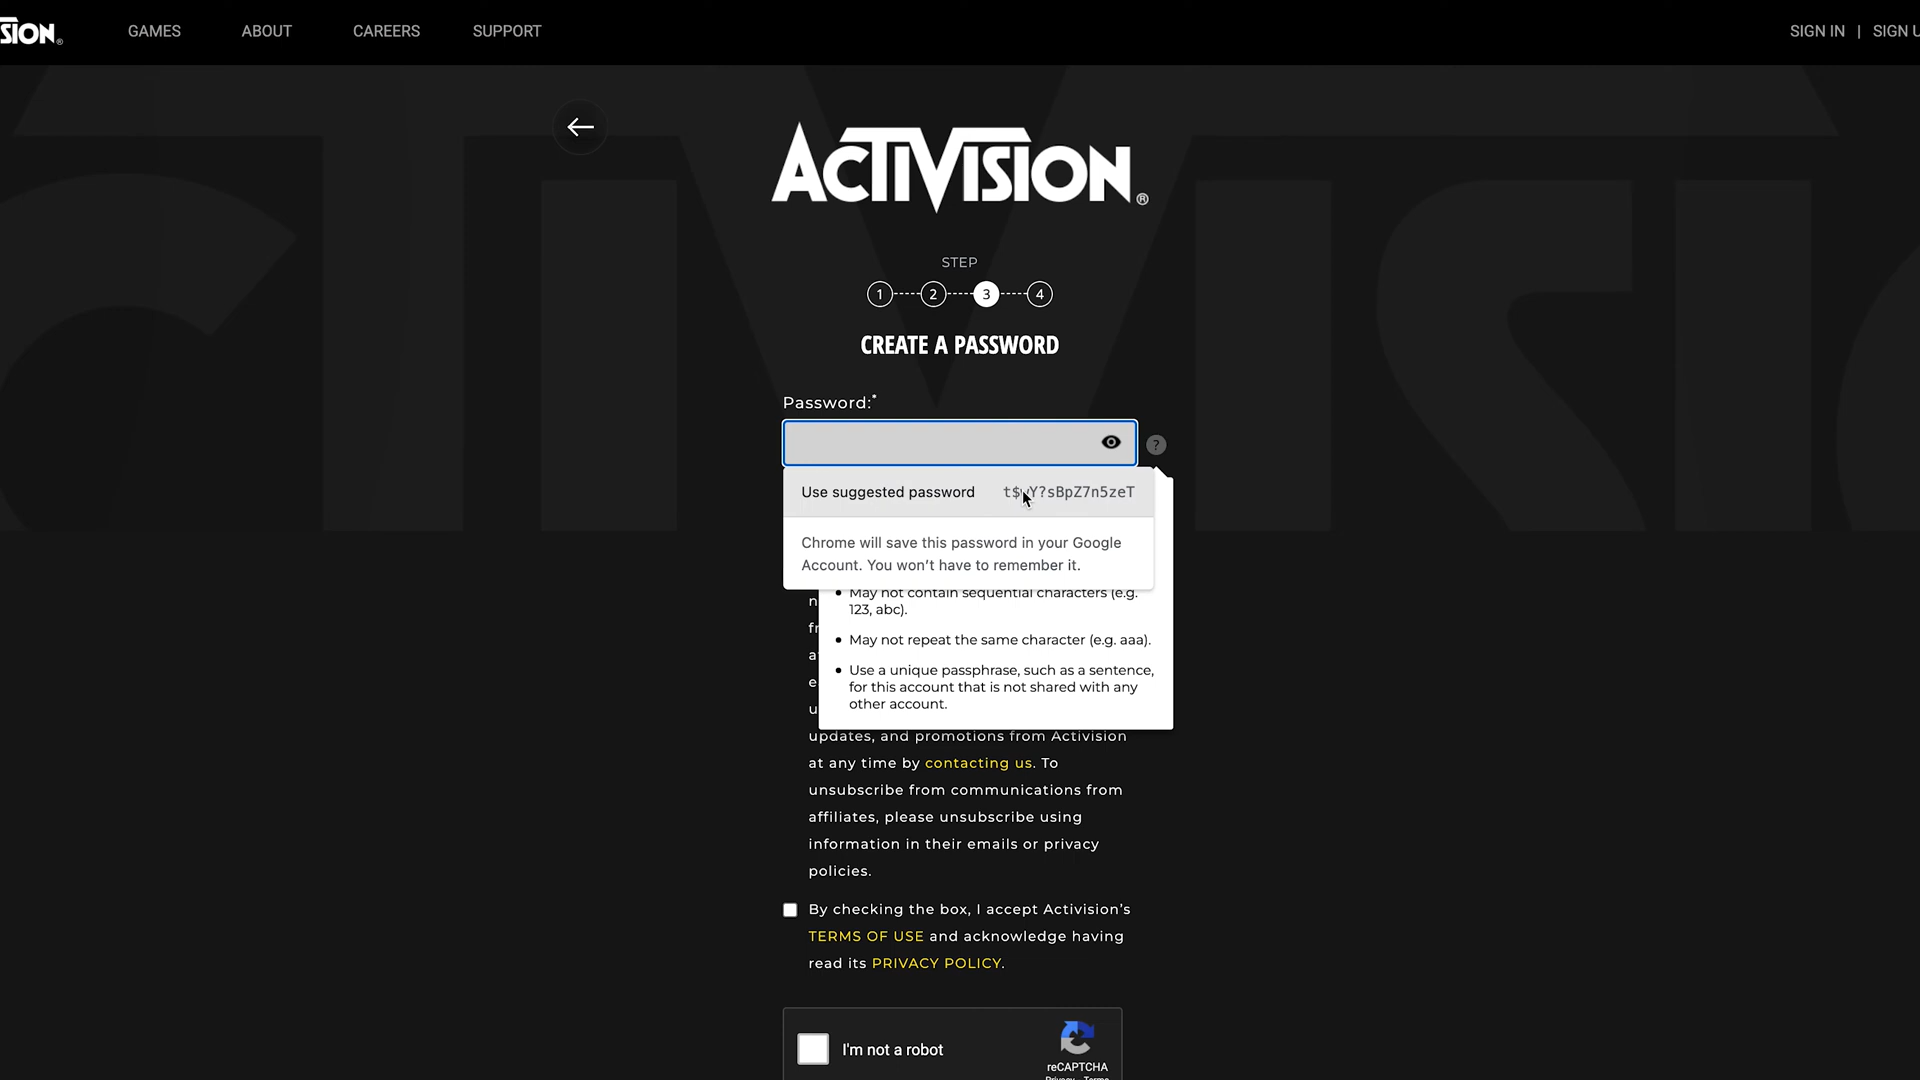 SION®
GAMES
ABOUT
CAREERS
SUPPORT
SIGN IN | SIGN U
ACTIVISION®
STEP
1 2 3 4
CREATE A PASSWORD
Password:*
?
Use suggested password
Chrome will save this password in your Google
Account. You won't have to remember it.
May not contain sequential characters (e.g.
123, abc).
• May not repeat the same character (e.g. aaa).
• Use a unique passphrase, such as a sentence,
for this account that is not shared with any
other account.
updates, and promotions from Activision
at any time by contacting us. To
unsubscribe from communications from
affiliates, please unsubscribe using
information in their emails or privacy
policies.
By checking the box, I accept Activision's
TERMS OF USE and acknowledge having
read its PRIVACY POLICY.
I'm not a robot
reCAPTCHA
Privacy - Terms